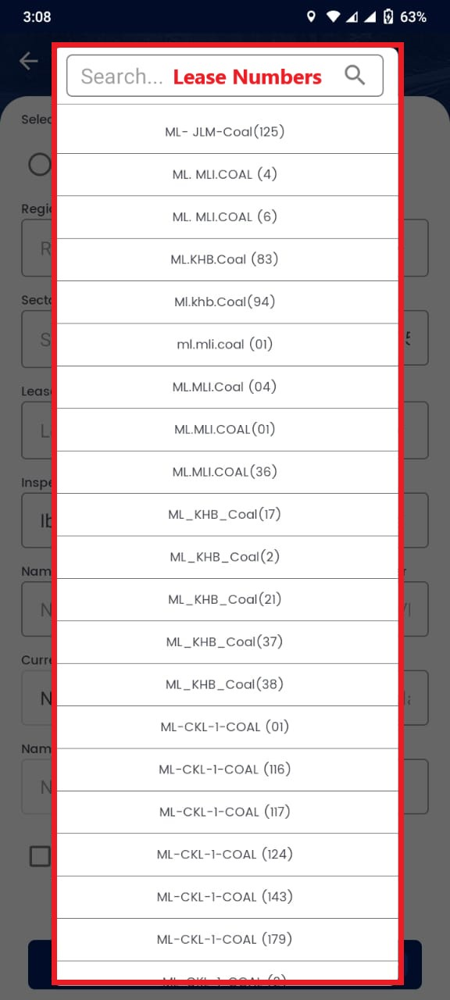 3:08
63%
Search... Lease Numbers
ML- JLM-Coal(125)
ML. MLI.COAL (4)
ML. MLI.COAL (6)
ML.KHB.Coal (83)
Ml.khb.Coal(94)
ml.mli.coal (01)
ML.MLI.Coal (04)
ML.MLI.COAL(01)
ML.MLI.COAL(36)
ML_KHB_Coal(17)
ML_KHB_Coal(2)
ML_KHB_Coal(21)
ML_KHB_Coal(37)
ML_KHB_Coal(38)
ML-CKL-1-COAL (01)
ML-CKL-1-COAL (116)
ML-CKL-1-COAL (117)
ML-CKL-1-COAL (124)
ML-CKL-1-COAL (143)
ML-CKL-1-COAL (179)